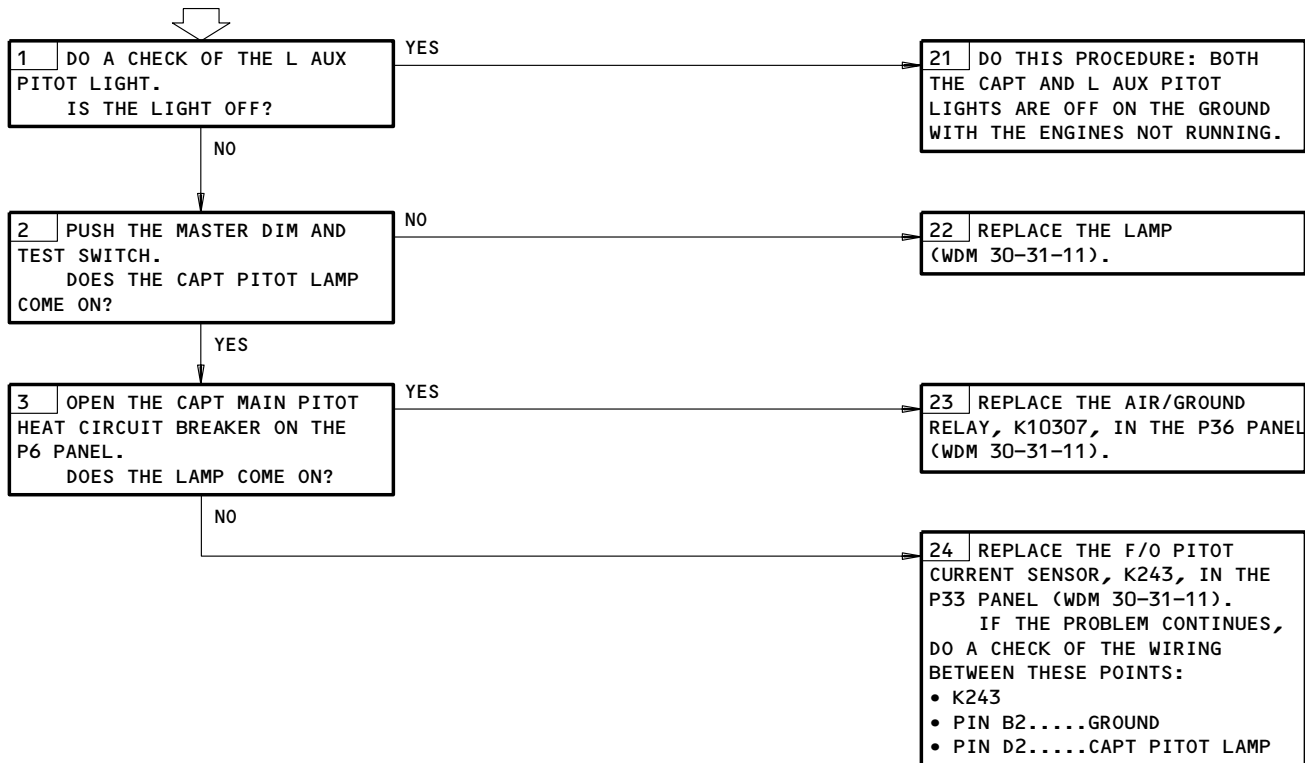 1 DO A CHECK OF THE L AUX
PITOT LIGHT.
IS THE LIGHT OFF?
YES
21 DO THIS PROCEDURE: BOTH
THE CAPT AND L AUX PITOT
LIGHTS ARE OFF ON THE GROUND
WITH THE ENGINES NOT RUNNING.
NO
2 PUSH THE MASTER DIM AND
TEST SWITCH.
DOES THE CAPT PITOT LAMP
COME ON?
NO
22 REPLACE THE LAMP
(WDM 30-31-11).
YES
3 OPEN THE CAPT MAIN PITOT
HEAT CIRCUIT BREAKER ON THE
P6 PANEL.
DOES THE LAMP COME ON?
YES
23 REPLACE THE AIR/GROUND
RELAY, K10307, IN THE P36 PANEL
(WDM 30-31-11).
NO
24 REPLACE THE F/O PITOT
CURRENT SENSOR, K243, IN THE
P33 PANEL (WDM 30-31-11).
IF THE PROBLEM CONTINUES,
DO A CHECK OF THE WIRING
BETWEEN THESE POINTS:
• K243
• PIN B2.....GROUND
• PIN D2.....CAPT PITOT LAMP